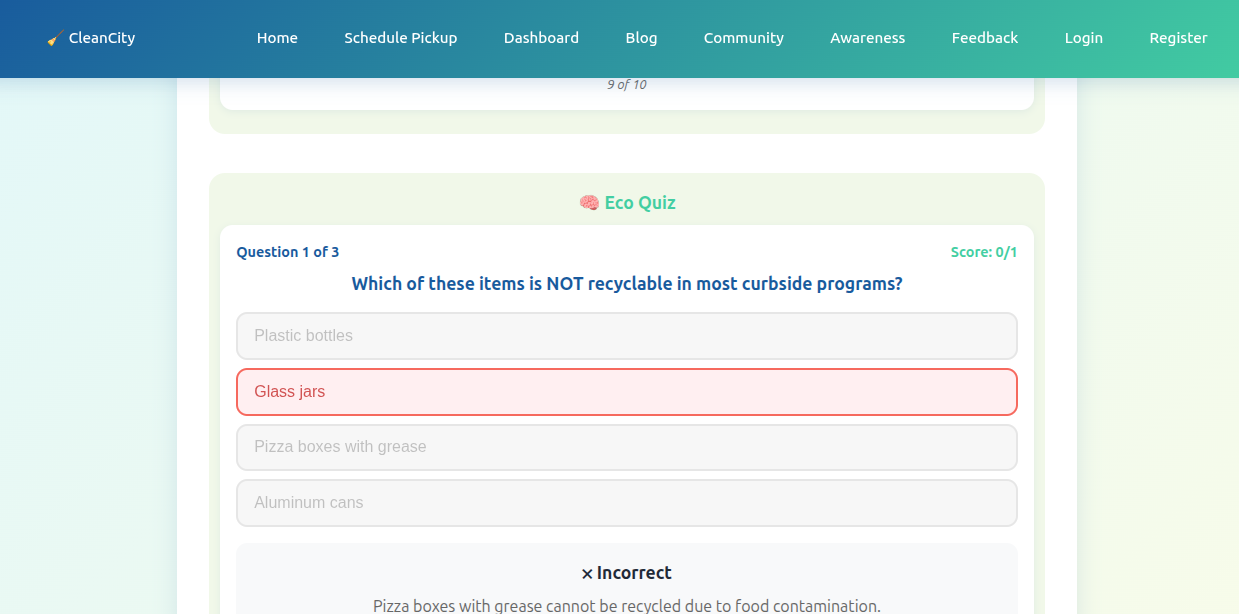 🧹 CleanCity Home Schedule Pickup Dashboard Blog Community Awareness Feedback Login Register
9 of 10
🧠 Eco Quiz
Question 1 of 3 Score: 0/1
Which of these items is NOT recyclable in most curbside programs?
Plastic bottles
Glass jars
Pizza boxes with grease
Aluminum cans
✕ Incorrect
Pizza boxes with grease cannot be recycled due to food contamination.